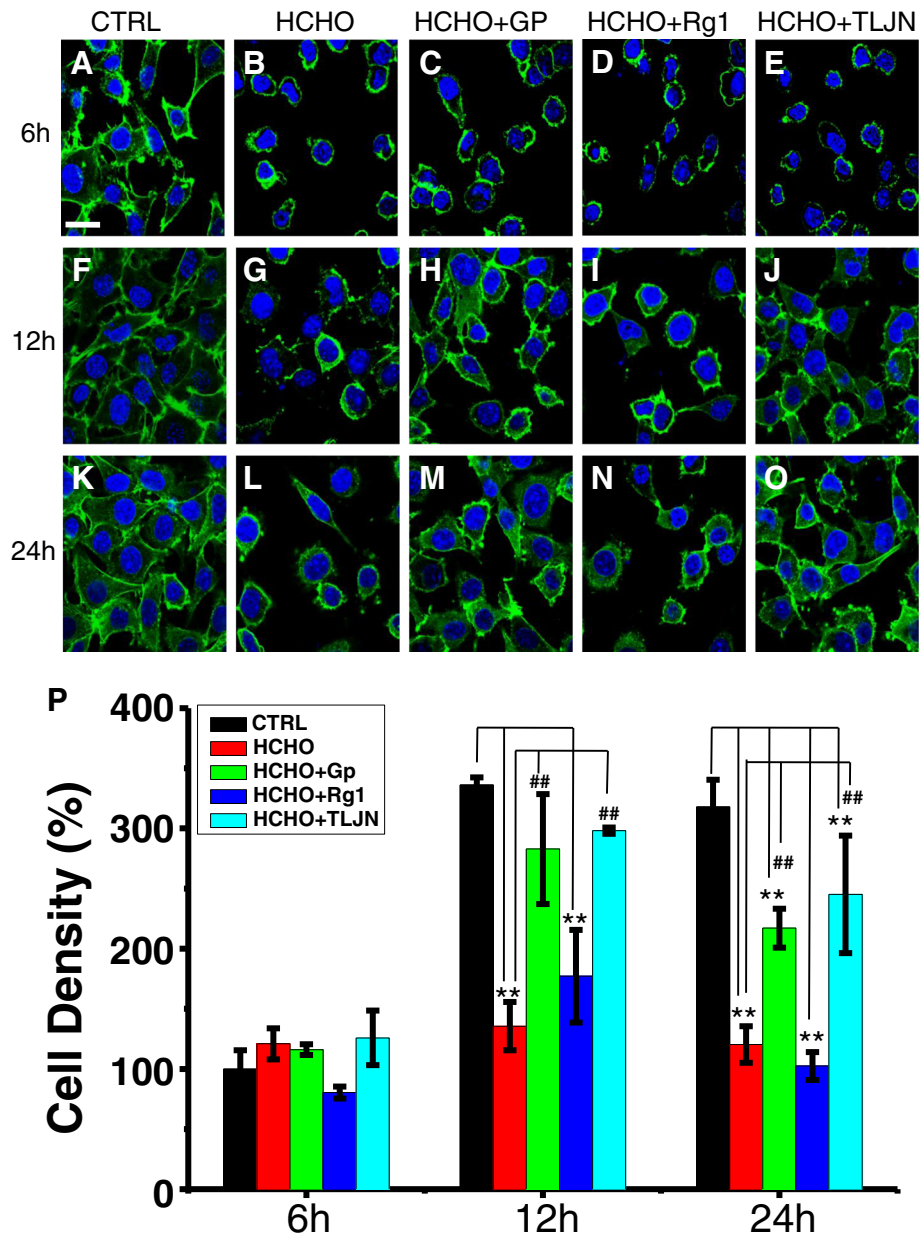 CTRL HCHO HCHO+GP HCHO+Rg1 HCHO+TLJN
6h A B C D E
12h F G H I J
24h K L M N O
P
Cell Density (%)
400
300
200
100
0
CTRL
HCHO
HCHO+Gp
HCHO+Rg1
HCHO+TLJN
** ## ** ##
** ** ## ** ** ##
6h 12h 24h